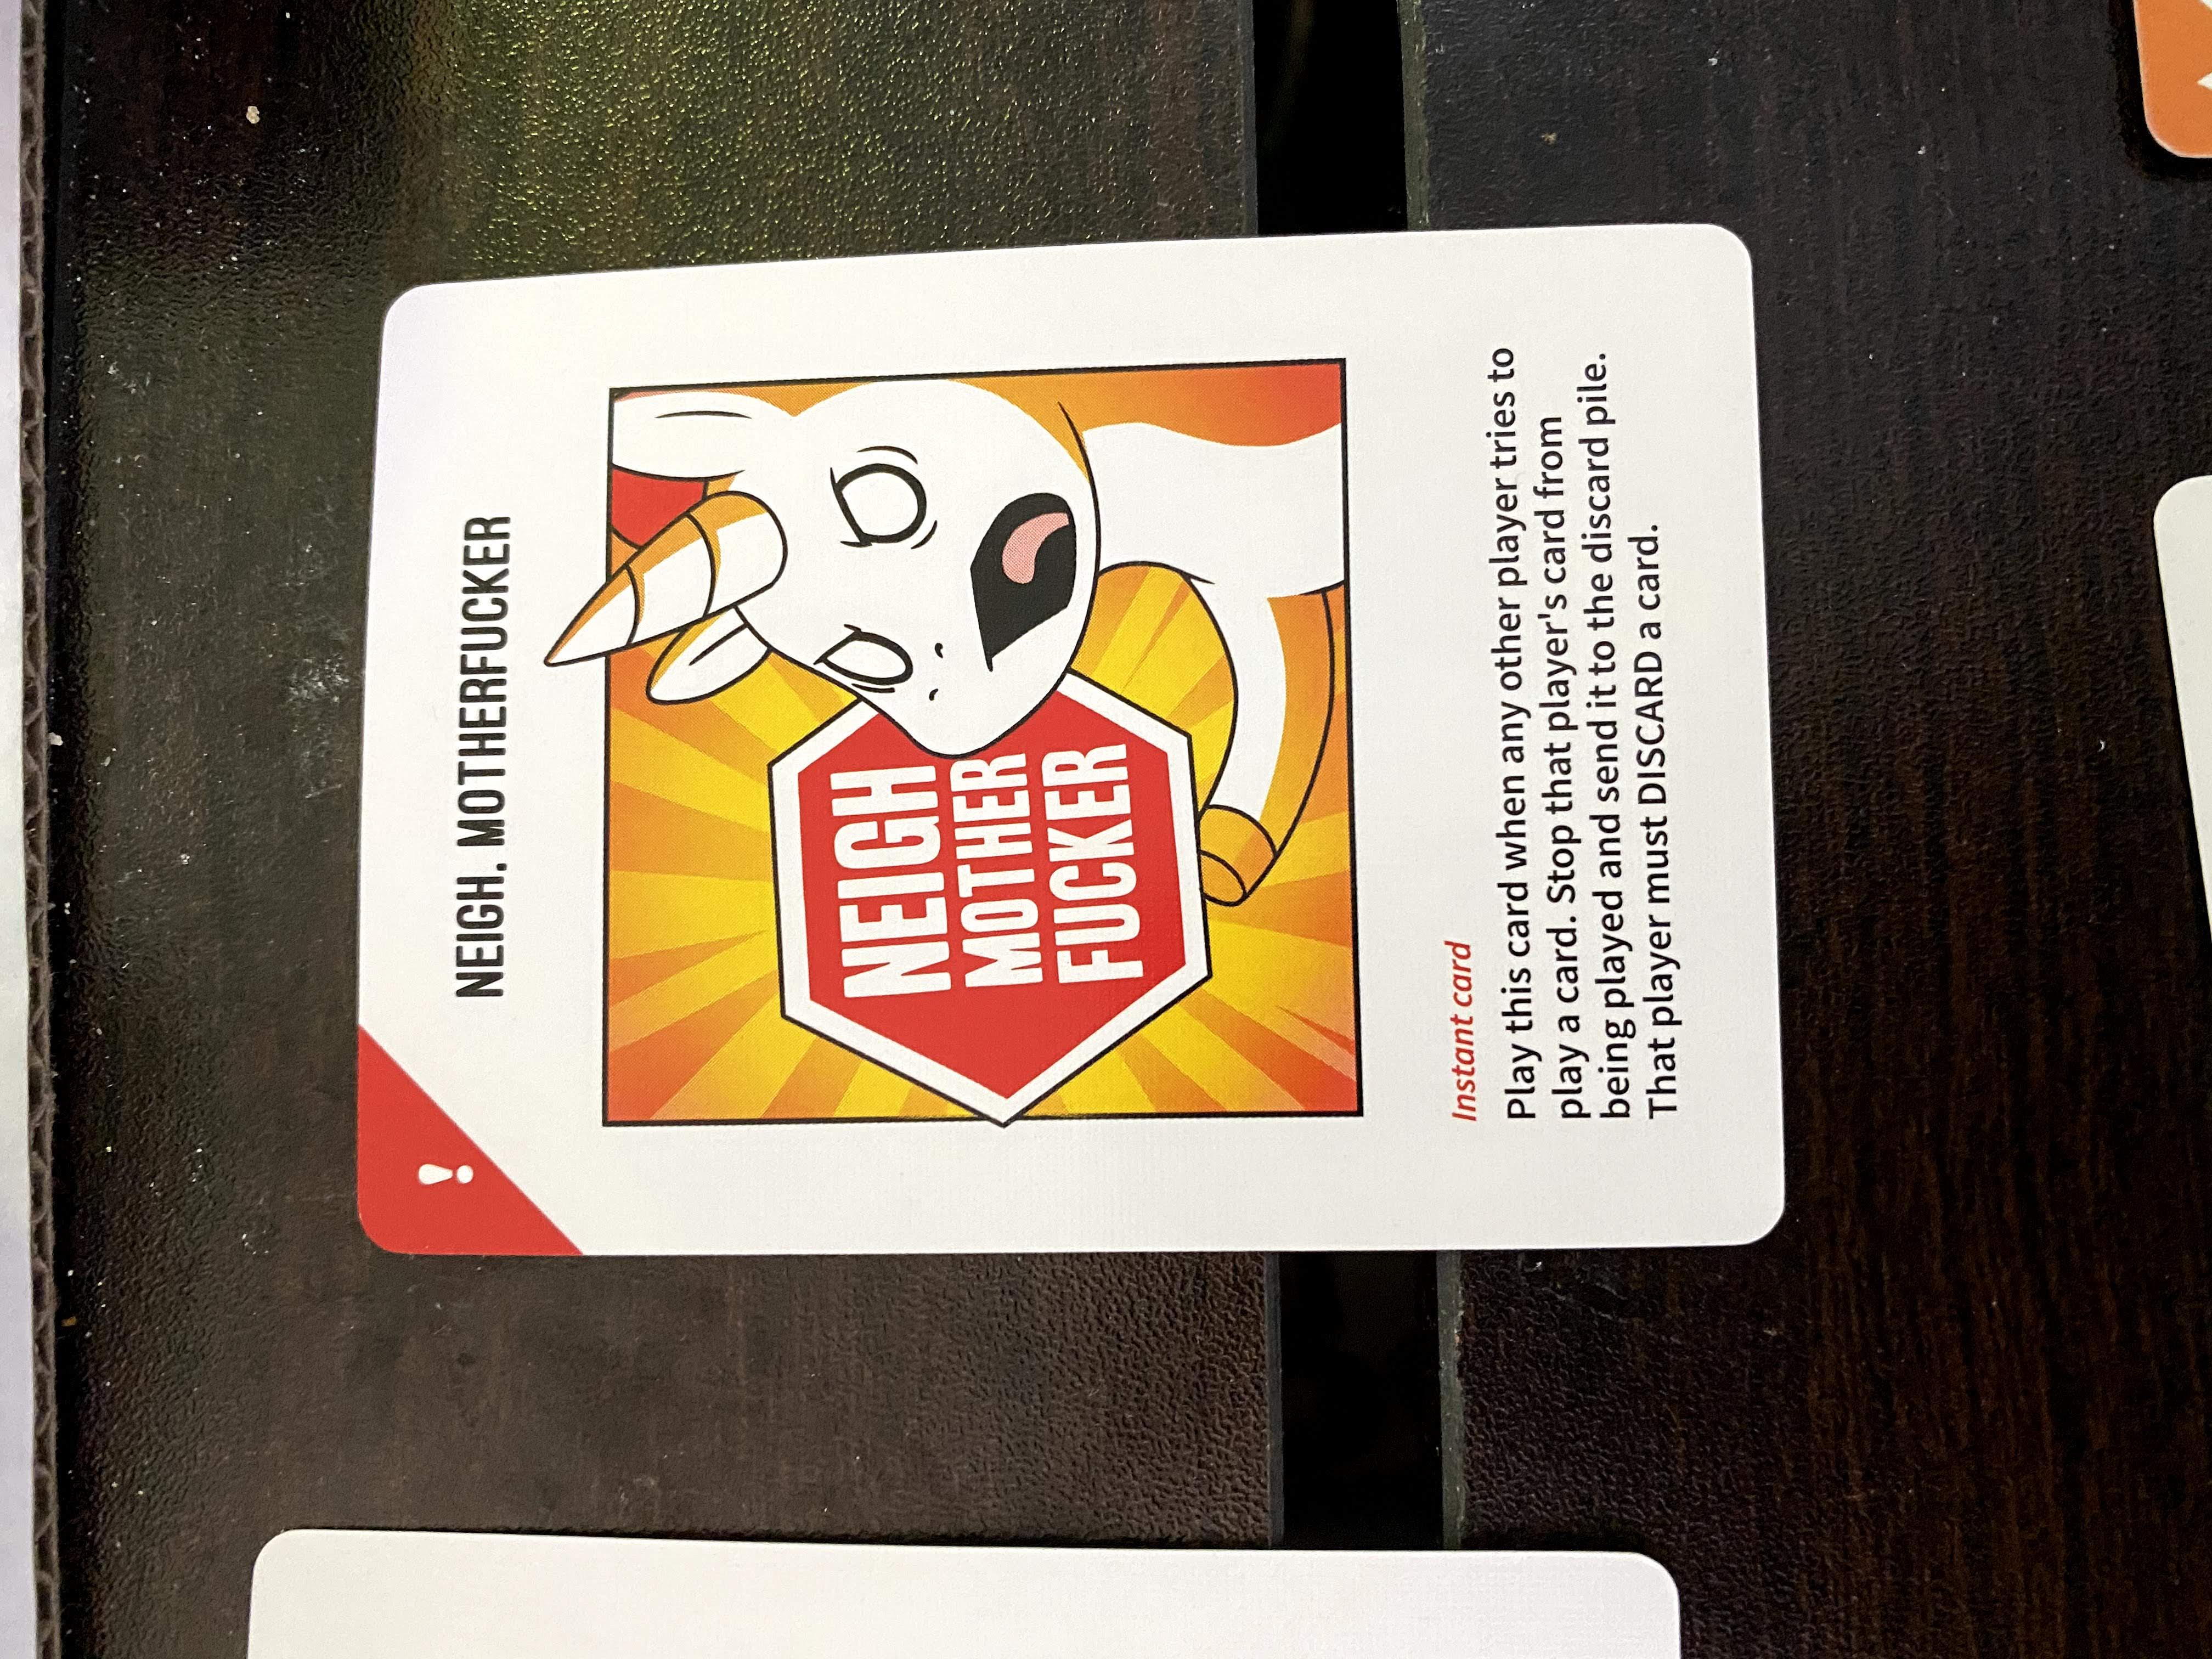 !
NEIGH, MOTHERFUCKER
NEIGH
MOTHER
FUCKER
Instant card
Play this card when any other player tries to
play a card. Stop that player's card from
being played and send it to the discard pile.
That player must DISCARD a card.